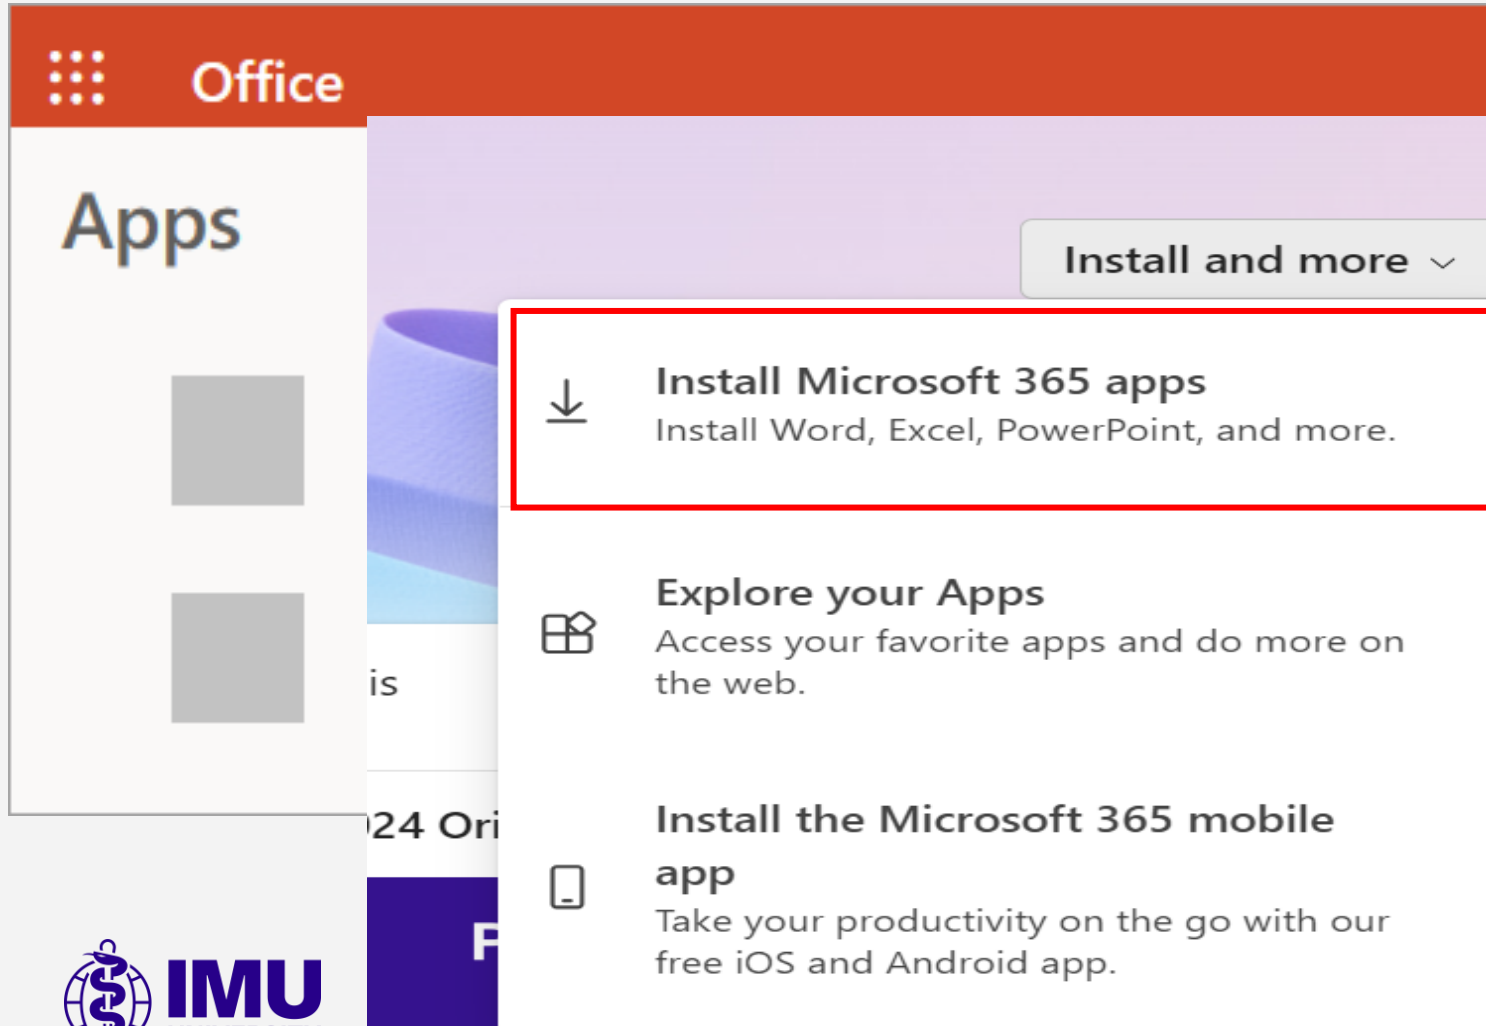 Office
Apps
Install and more
Install Microsoft 365 apps
Install Word, Excel, PowerPoint, and more.
Explore your Apps
Access your favorite apps and do more on
the web.
is
Install the Microsoft 365 mobile
app
24 Ori
Take your productivity on the go with our
free iOS and Android app.
P
IMU